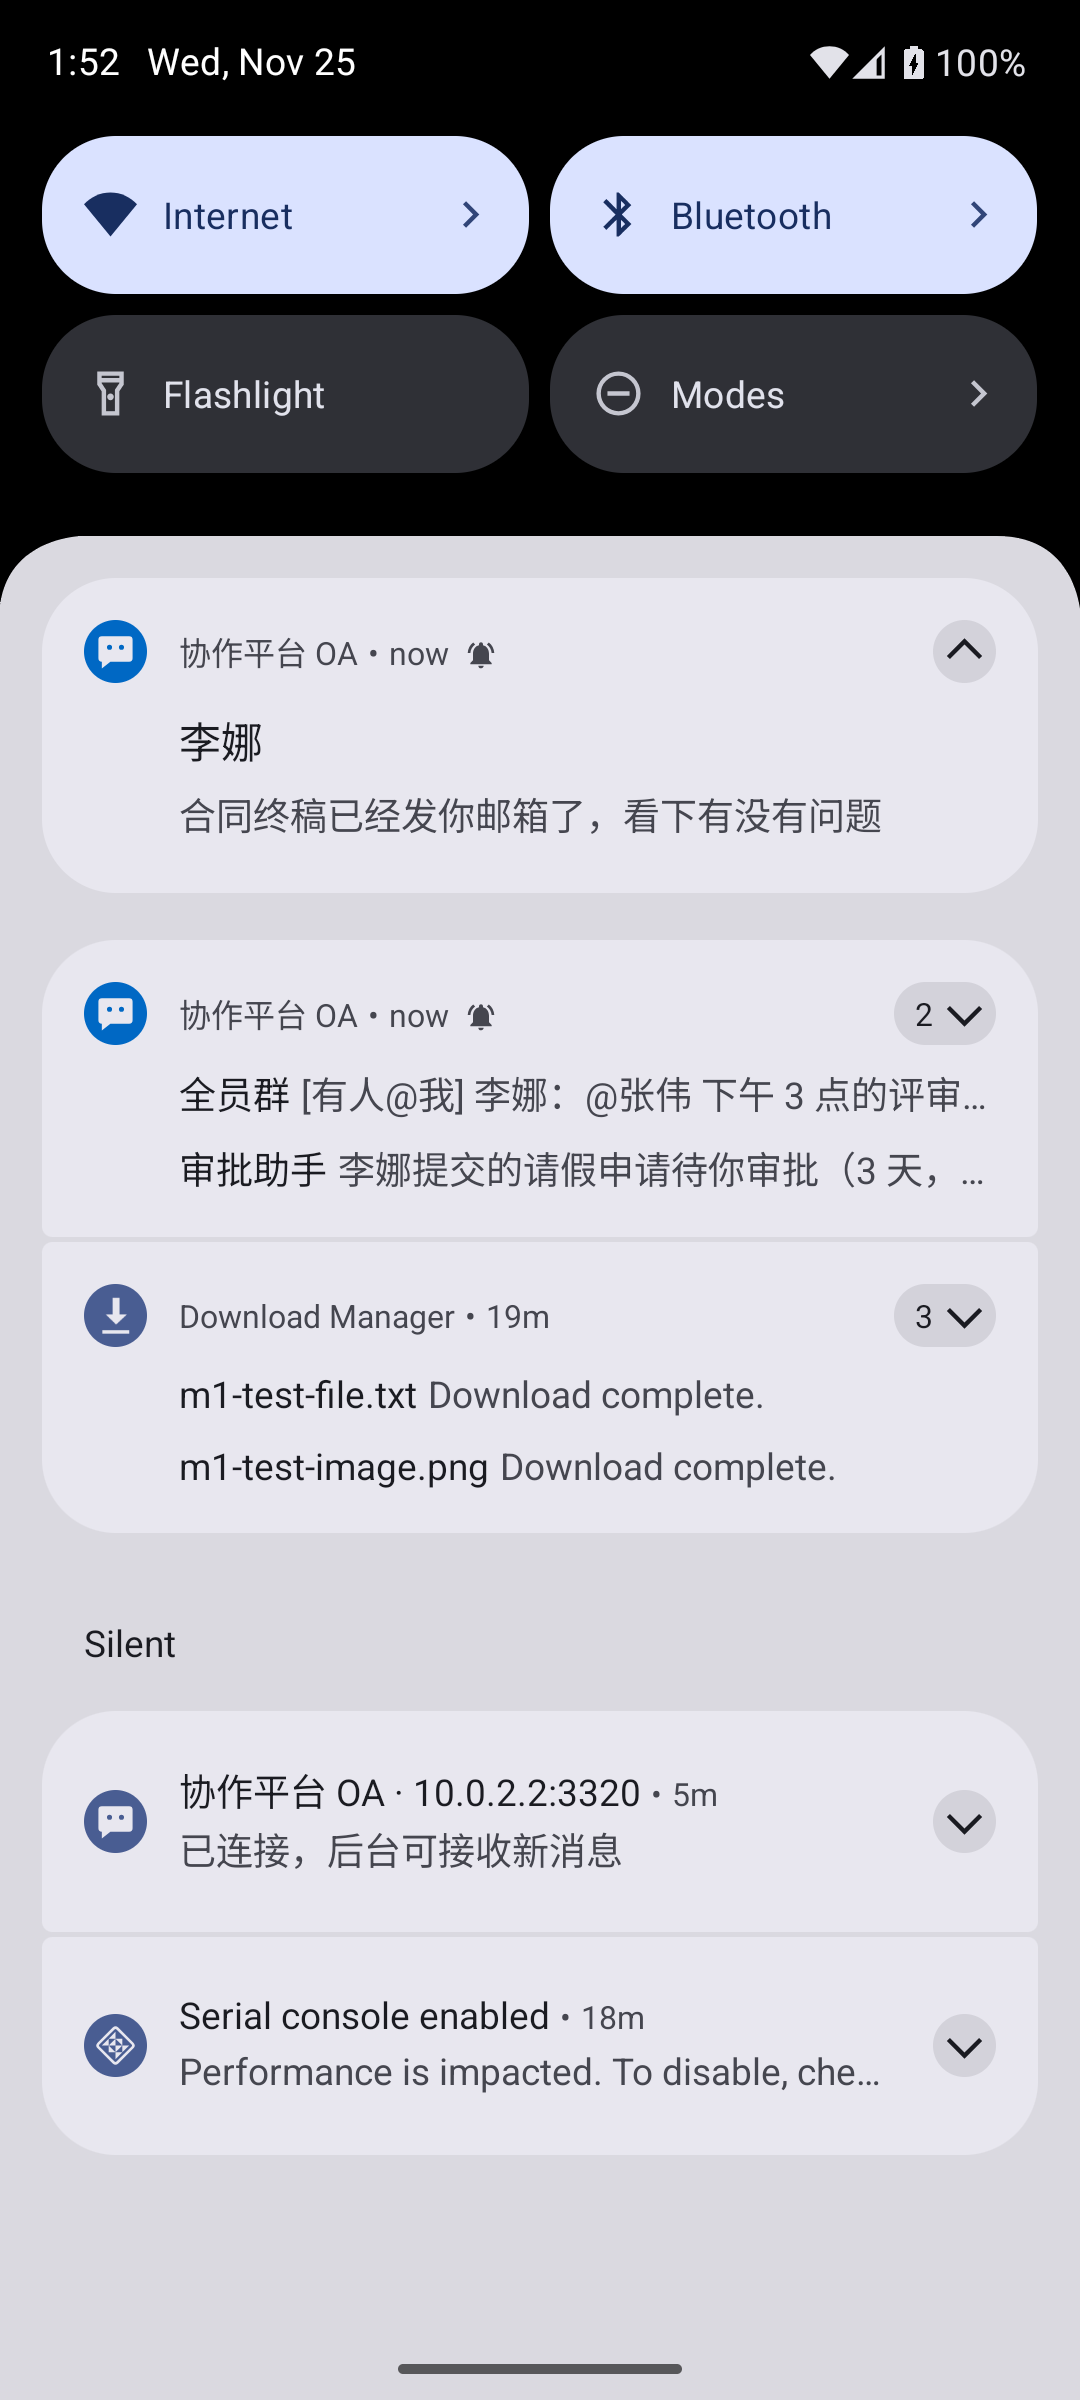 1:52 Wed, Nov 25 100%
Internet
Bluetooth
Flashlight
Modes
协作平台 OA • now
李娜
合同终稿已经发你邮箱了，看下有没有问题
协作平台 OA • now 2
全员群 [有人@我] 李娜：@张伟 下午 3 点的评审…
审批助手 李娜提交的请假申请待你审批（3 天，…
Download Manager • 19m 3
m1-test-file.txt Download complete.
m1-test-image.png Download complete.
Silent
协作平台 OA · 10.0.2.2:3320 • 5m
已连接，后台可接收新消息
Serial console enabled • 18m
Performance is impacted. To disable, che…